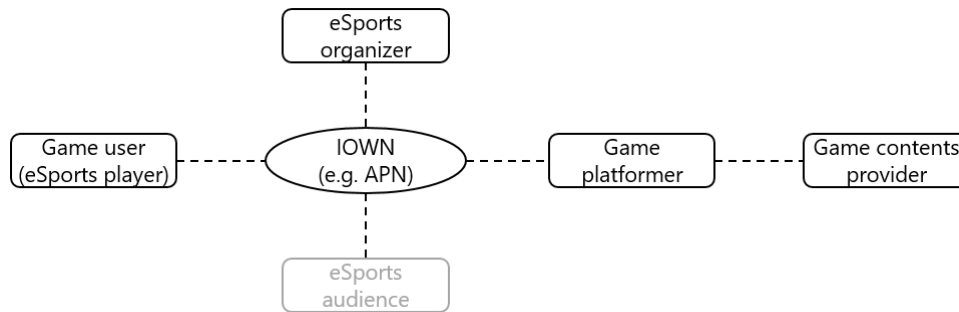 eSports
organizer
Game user
(eSports player)
IOWN
(e.g. APN)
Game
platformer
Game contents
provider
eSports
audience